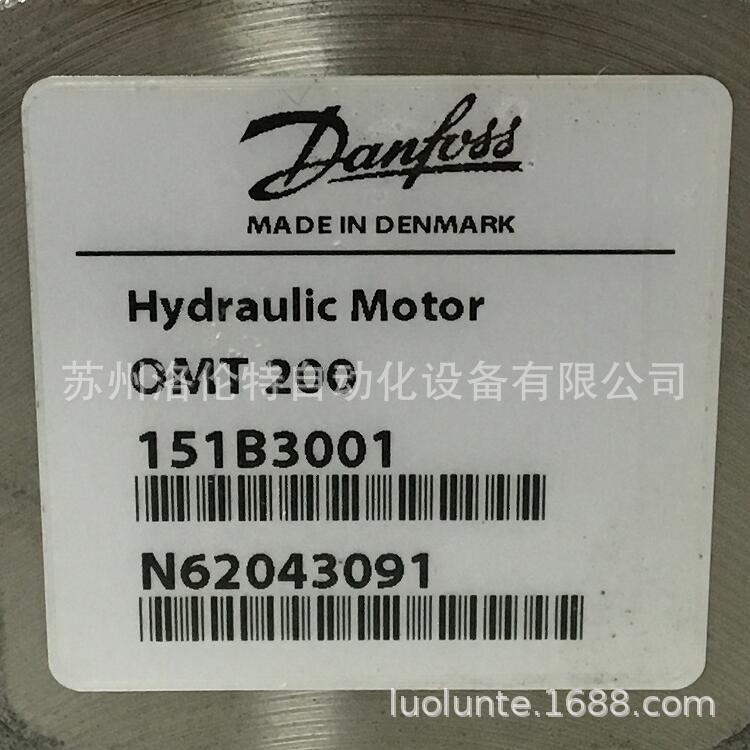 Danfoss
MADE IN DENMARK
Hydraulic Motor
OMT 200
苏州洛伦特自动化设备有限公司
151B3001
N62043091
luolunte.1688.com